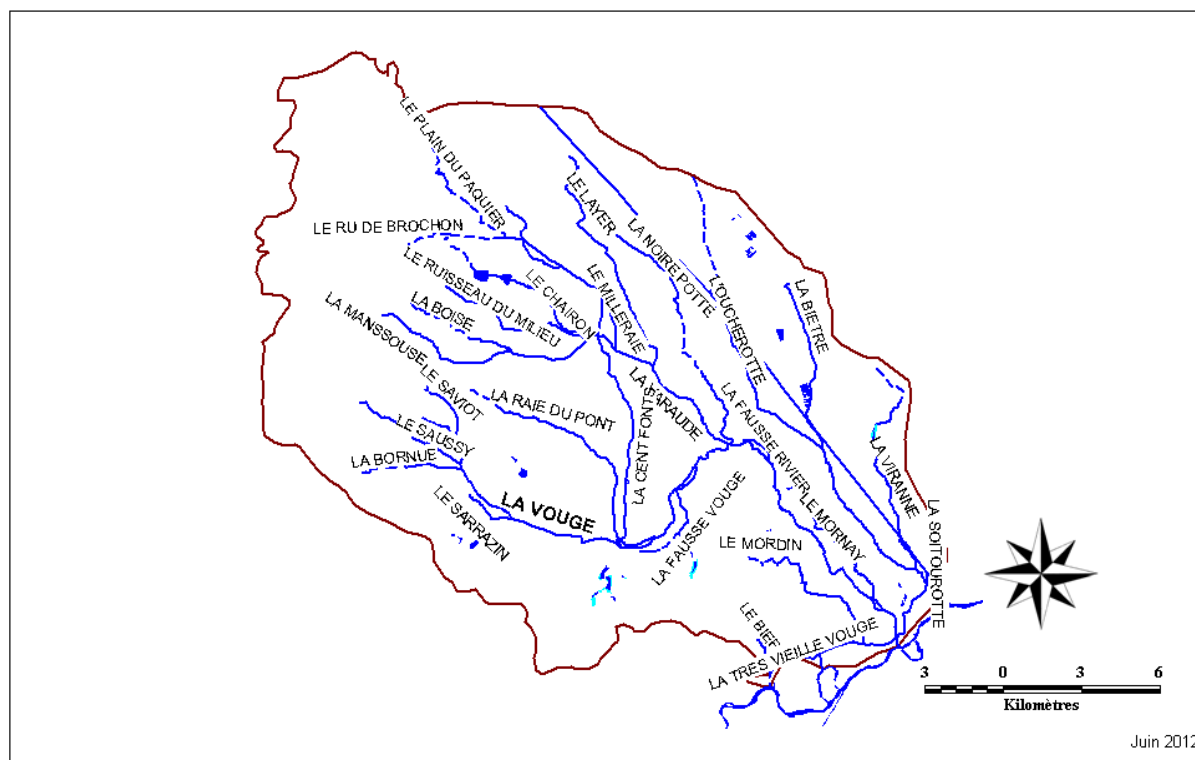 LE PLAIN DU PAQUIER
LE RU DE BROCHON
LE LAYER
LA NOIRE POTTE
L'OUCHEROTTE
LA BIETRE
LE RUISSEAU DU MILIEU
LE CHAIRON
LE MILLERAIE
LA BOISE
LA MANSSOUSE
LE SAVIOT
LA RAIE DU PONT
LA VARAUDE
LA CENT FONTS
LA FAUSSE RIVIER
LE SAUSSY
LA BORNUE
LA VIRANNE
LE SARRAZIN
LA VOUGE
LA FAUSSE VOUGE
LE MORNAY
LE MORDIN
LA SOITOUROTTE
LE BIEF
LA TRES VIEILLE VOUGE
3 0 3 6
Kilomètres
Juin 2012